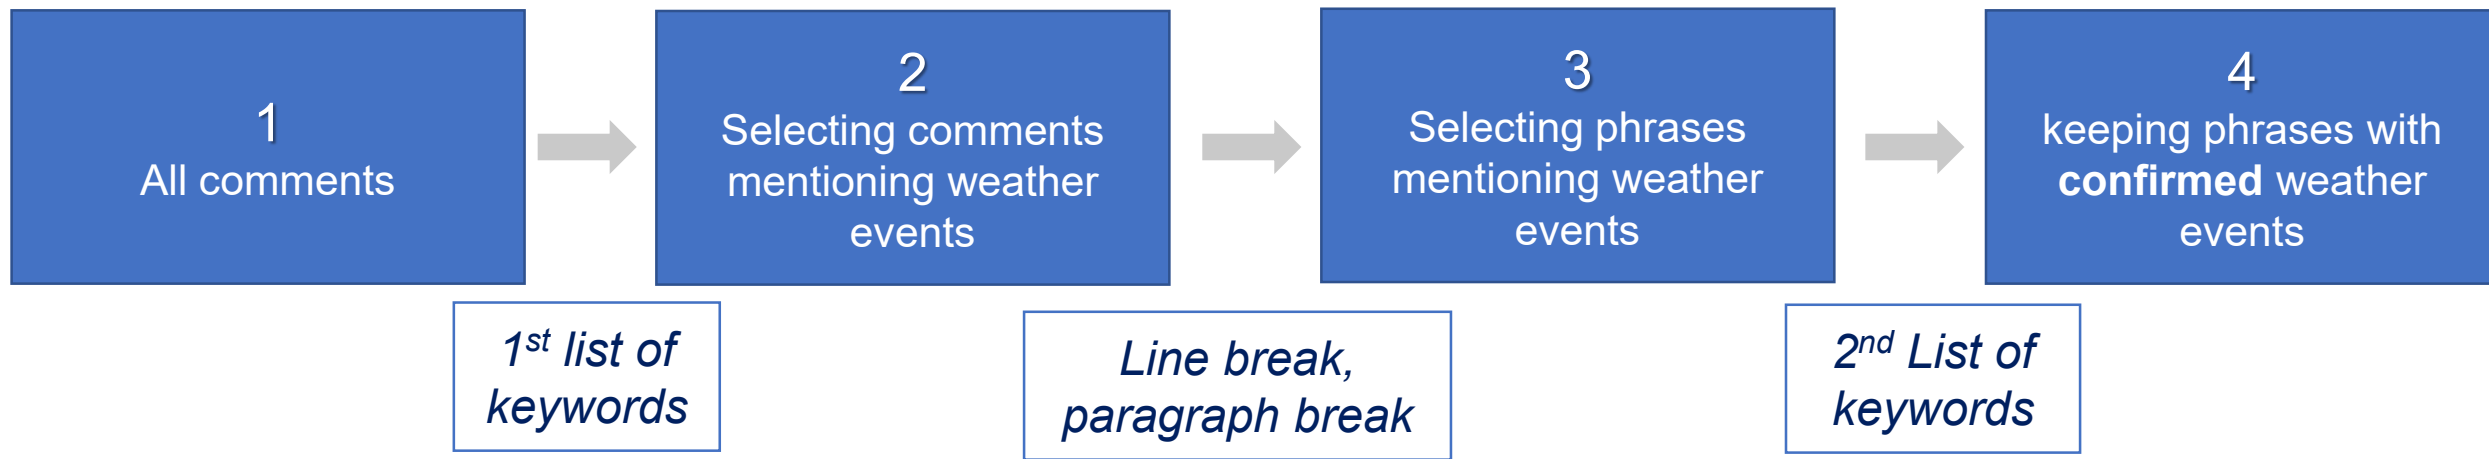 1
All comments
2
Selecting comments
mentioning weather
events
3
Selecting phrases
mentioning weather
events
4
keeping phrases with
confirmed weather
events
1st list of
keywords
Line break,
paragraph break
2nd List of
keywords